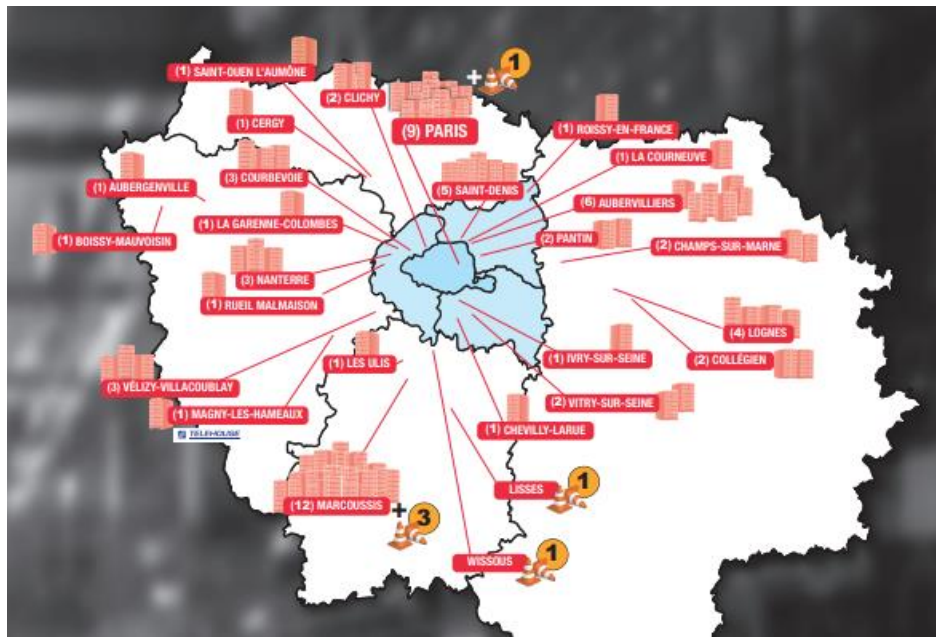 (1) SAINT-OUEN L'AUMÔNE
(2) CLICHY
+ 1
(1) CERGY
(9) PARIS
(1) ROISSY-EN-FRANCE
(3) COURBEVOIE
(1) LA COURNEUVE
(1) AUBERGENVILLE
(5) SAINT-DENIS
(6) AUBERVILLIERS
(1) LA GARENNE-COLOMBES
(1) BOISSY-MAUVOISIN
(2) PANTIN
(2) CHAMPS-SUR-MARNE
(3) NANTERRE
(1) RUEIL MALMAISON
(4) LOGNES
(1) LES ULIS
(1) IVRY-SUR-SEINE
(2) COLLÉGIEN
(3) VÉLIZY-VILLACOUBLAY
(2) VITRY-SUR-SEINE
(1) MAGNY-LES-HAMEAUX
TELEHOUSE
(1) CHEVILLY-LARUE
LISSES 1
(12) MARCOUSSIS
+ 3
WISSOUS 1